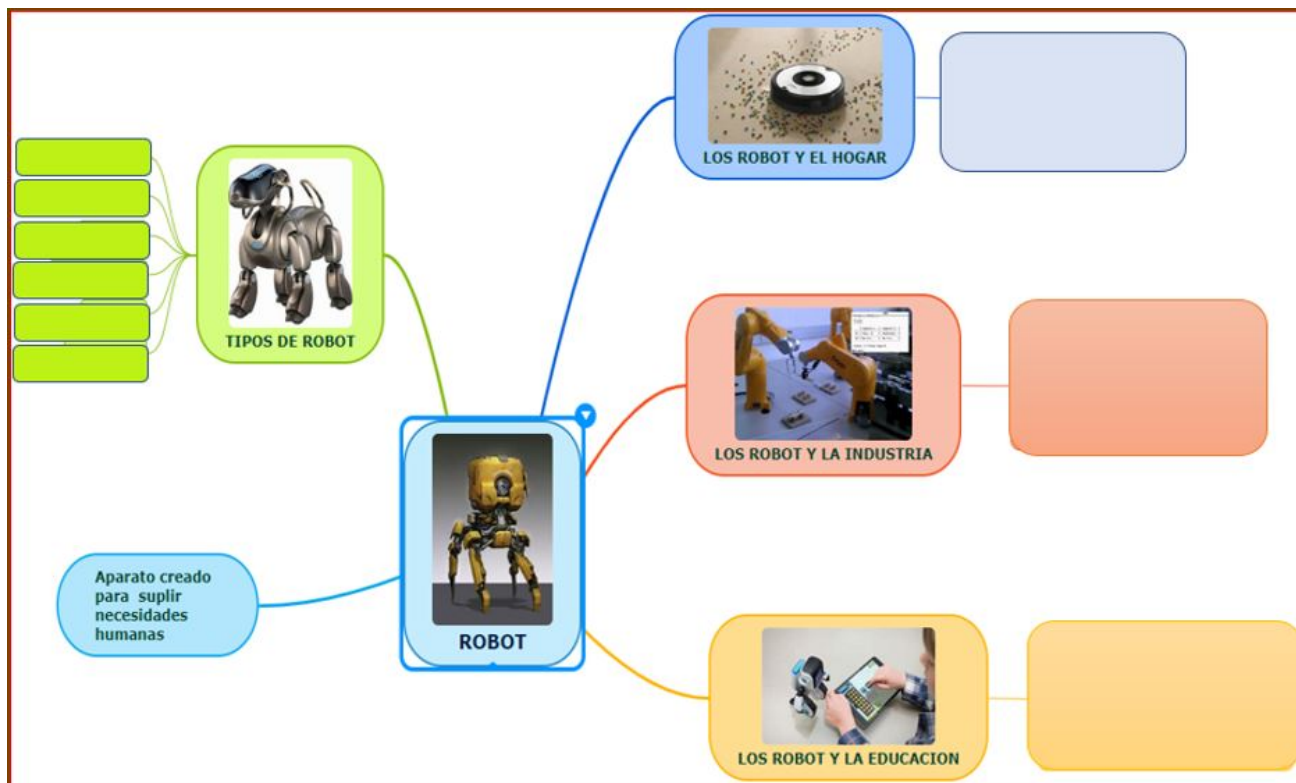 LOS ROBOT Y EL HOGAR
TIPOS DE ROBOT
LOS ROBOT Y LA INDUSTRIA
Aparato creado
para suplir
necesidades
humanas
ROBOT
LOS ROBOT Y LA EDUCACION